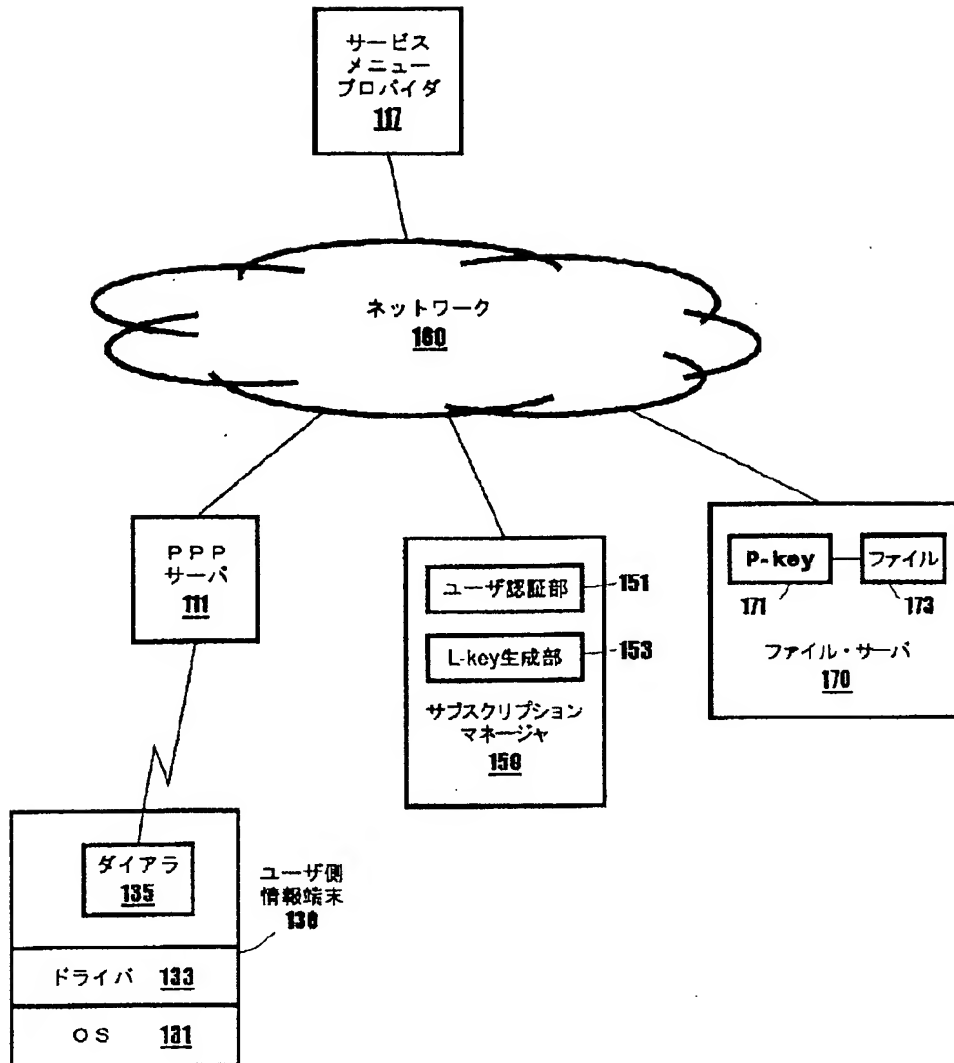 サービス
メニュー
プロバイダ
117
ネットワーク
160
PPP
サーバ
111
ユーザ認証部
151
L-key生成部
153
サブスクリプション
マネージャ
150
P-key
ファイル
171
173
ファイル・サーバ
170
ダイアラ
135
ユーザ側
情報端末
130
ドライバ 133
OS 131